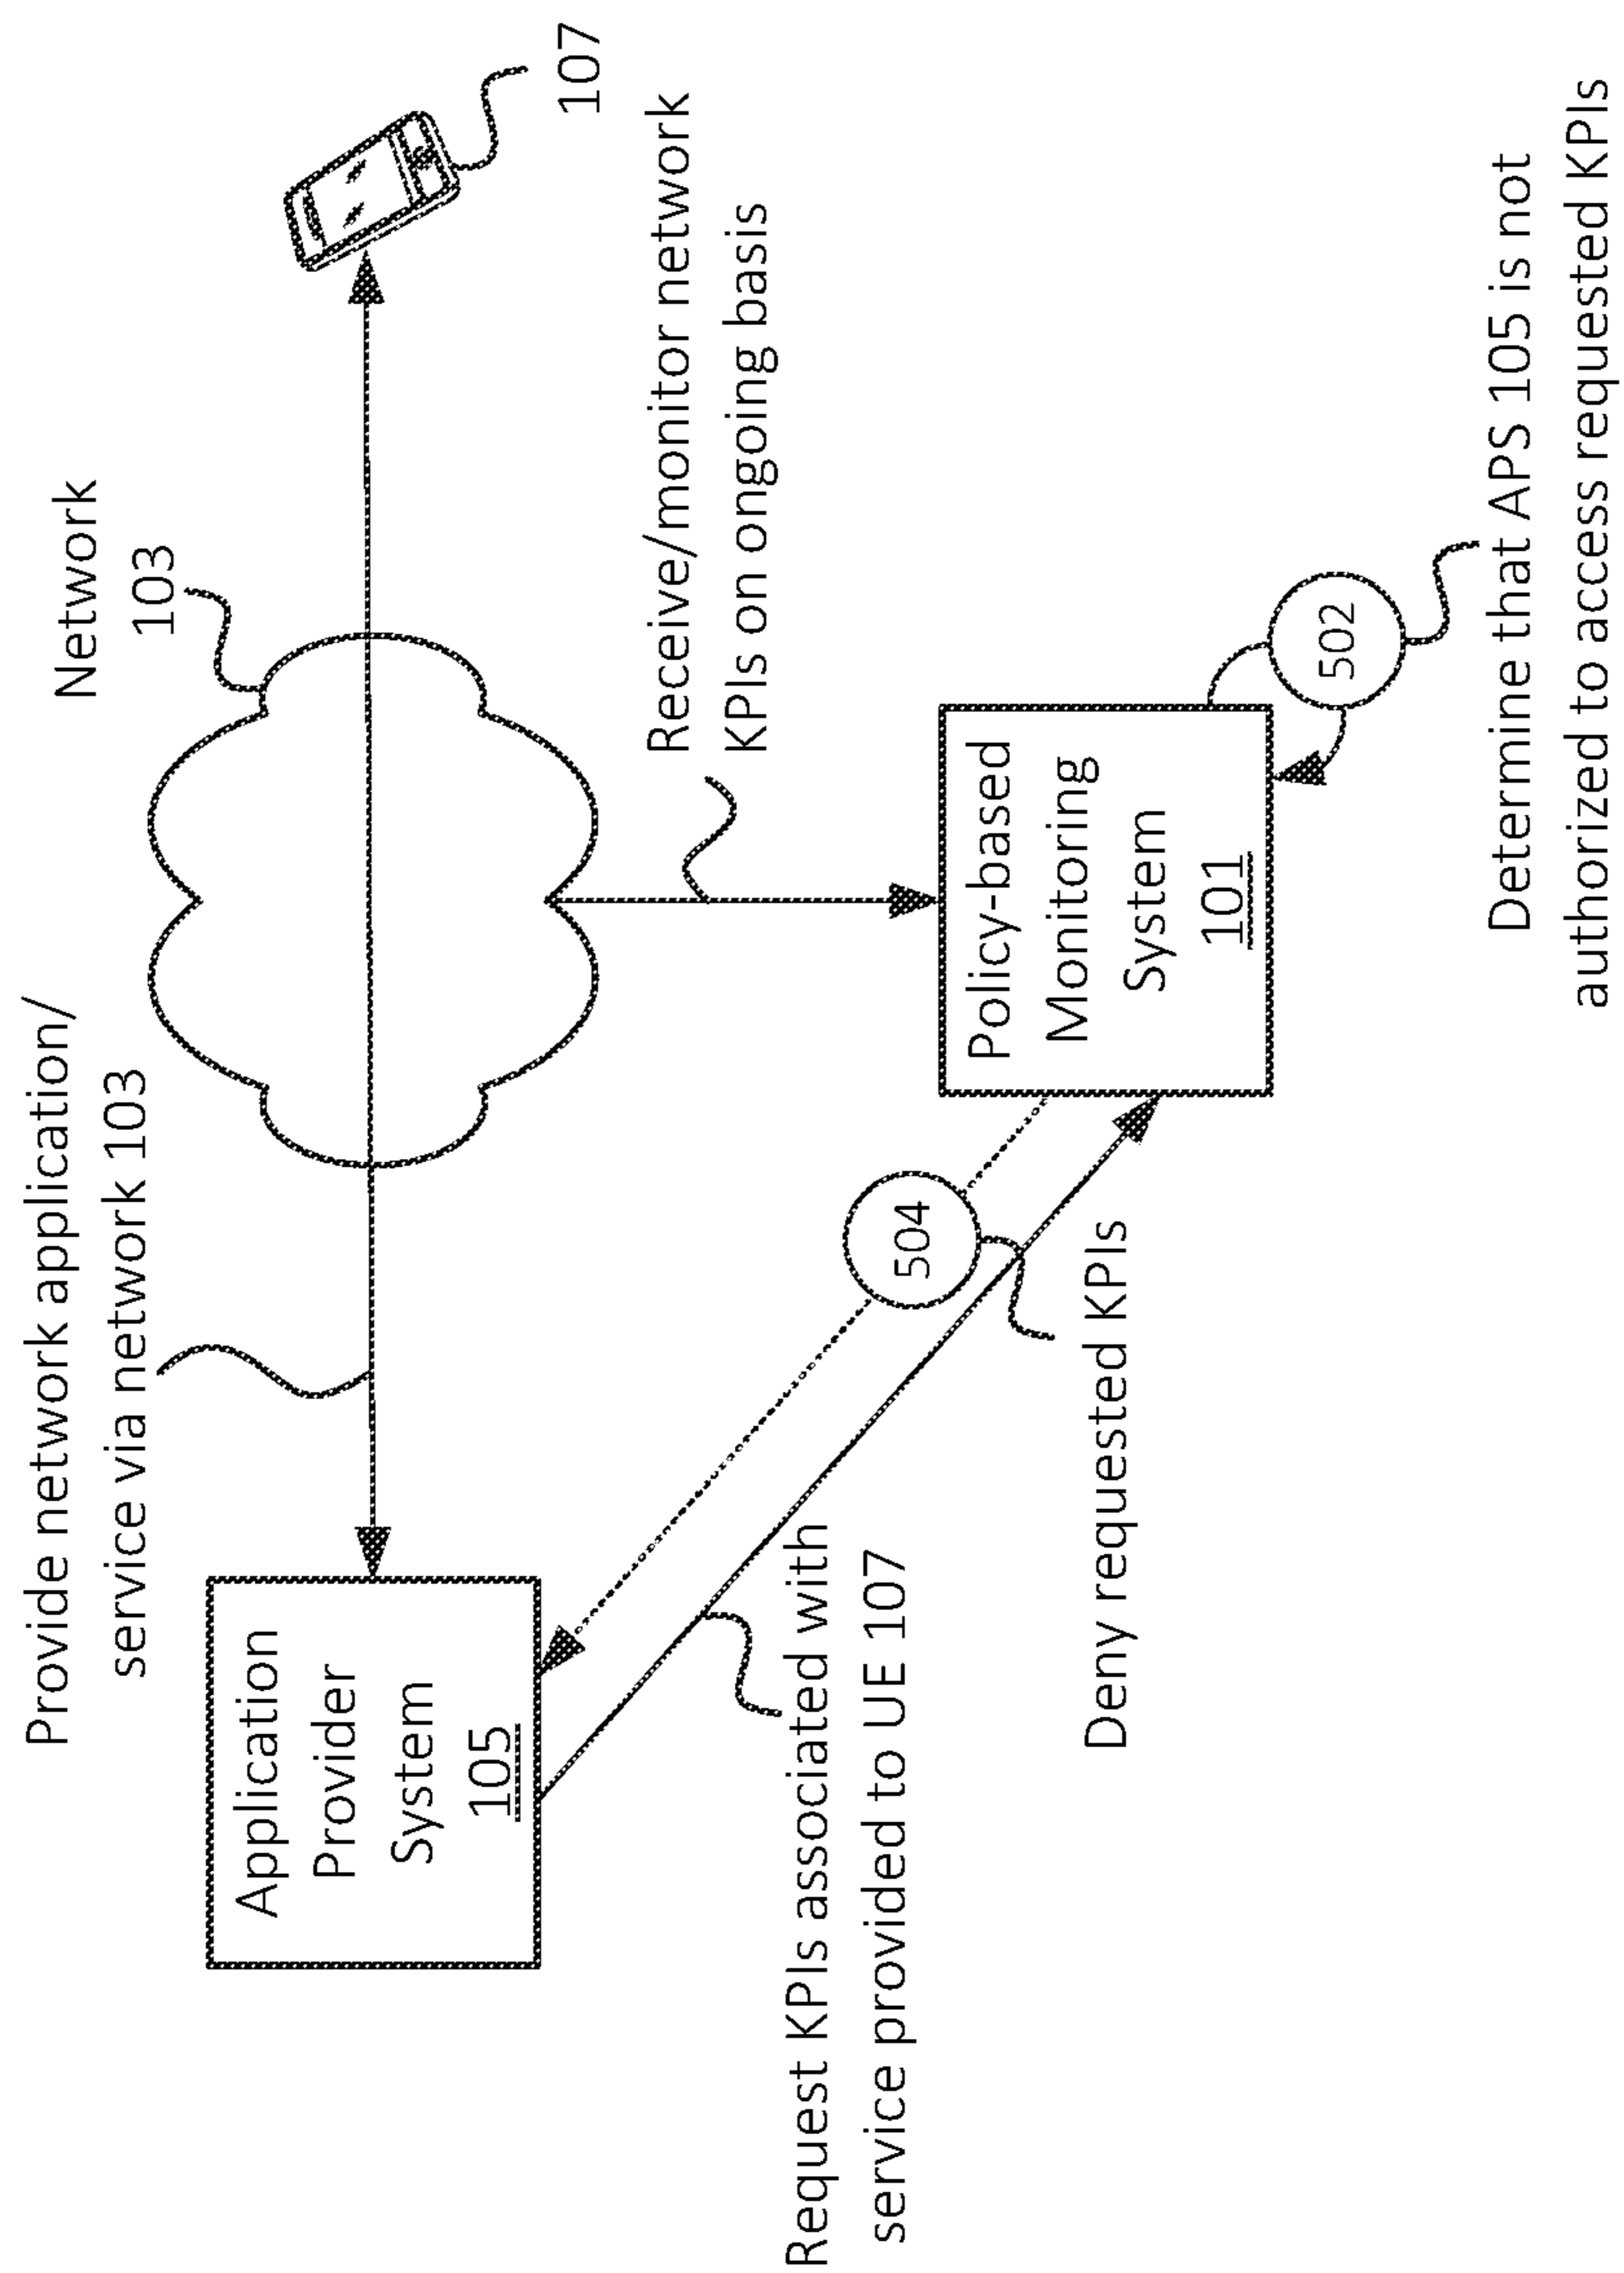 Provide network application/
service via network 103
Network
103
107
Application
Provider
System
105
Receive/monitor network
KPIs on ongoing basis
Request KPIs associated with
service provided to UE 107
504
Deny requested KPIs
Policy-based
Monitoring
System
101
502
Determine that APS 105 is not
authorized to access requested KPIs